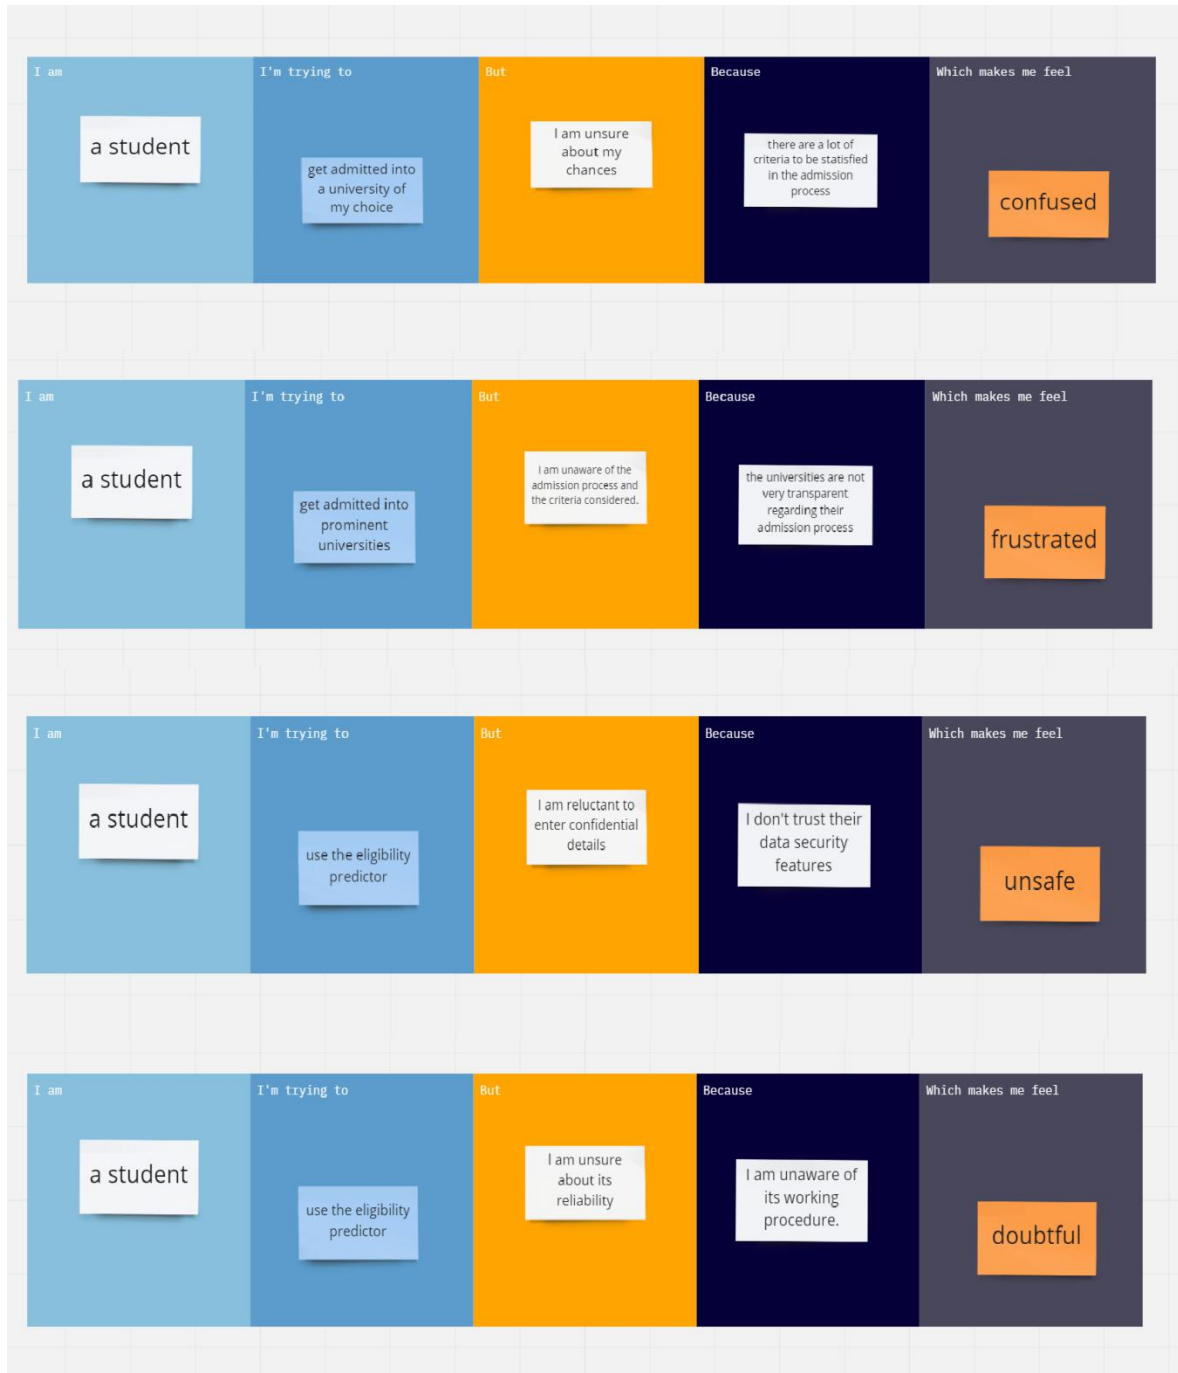 I am
I'm trying to
But
Because
Which makes me feel
a student
get admitted into
a university of
my choice
I am unsure
about my
chances
there are a lot of
criteria to be statisfied
in the admission
process
confused
I am
I'm trying to
But
Because
Which makes me feel
a student
get admitted into
prominent
universities
I am unaware of the
admission process and
the criteria considered.
the universities are not
very transparent
regarding their
admission process
frustrated
I am
I'm trying to
But
Because
Which makes me feel
a student
use the eligibility
predictor
I am reluctant to
enter confidential
details
I don't trust their
data security
features
unsafe
I am
I'm trying to
But
Because
Which makes me feel
a student
use the eligibility
predictor
I am unsure
about its
reliability
I am unaware of
its working
procedure.
doubtful